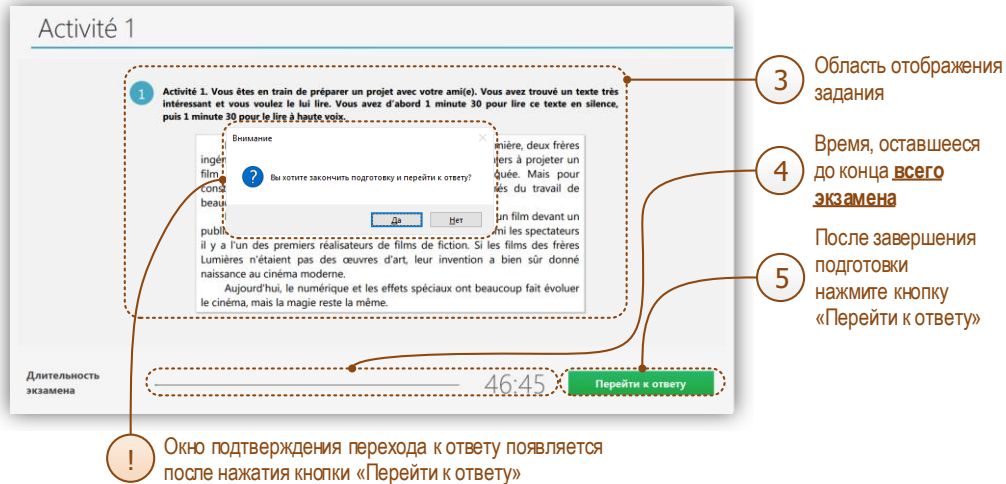 Activité 1
1
Activité 1. Vous êtes en train de préparer un projet avec votre ami(e). Vous avez trouvé un texte très
intéressant et vous voulez le lui lire. Vous avez d'abord 1 minute 30 pour lire ce texte en silence,
puis 1 minute 30 pour le lire à haute voix.
mière, deux frères
film
quée. Mais pour
du travail de
un film devant un
publ
mi les spectateurs
il y a l'un des premiers réalisateurs de films de fiction. Si les films des frères
Lumières n'étaient pas des œuvres d'art, leur invention a bien sûr donné
naissance au cinéma moderne.
Aujourd'hui, le numérique et les effets spéciaux ont beaucoup fait évoluer
le cinéma, mais la magie reste la même.
Внимание
Вы хотите закончить подготовку и перейти к ответу?
Да
Нет
Длительность
экзамена
46:45
Перейти к ответу
3
Область отображения
задания
4
Время, оставшееся
до конца всего
экзамена
5
После завершения
подготовки
нажмите кнопку
«Перейти к ответу»
!
Окно подтверждения перехода к ответу появляется
после нажатия кнопки «Перейти к ответу»